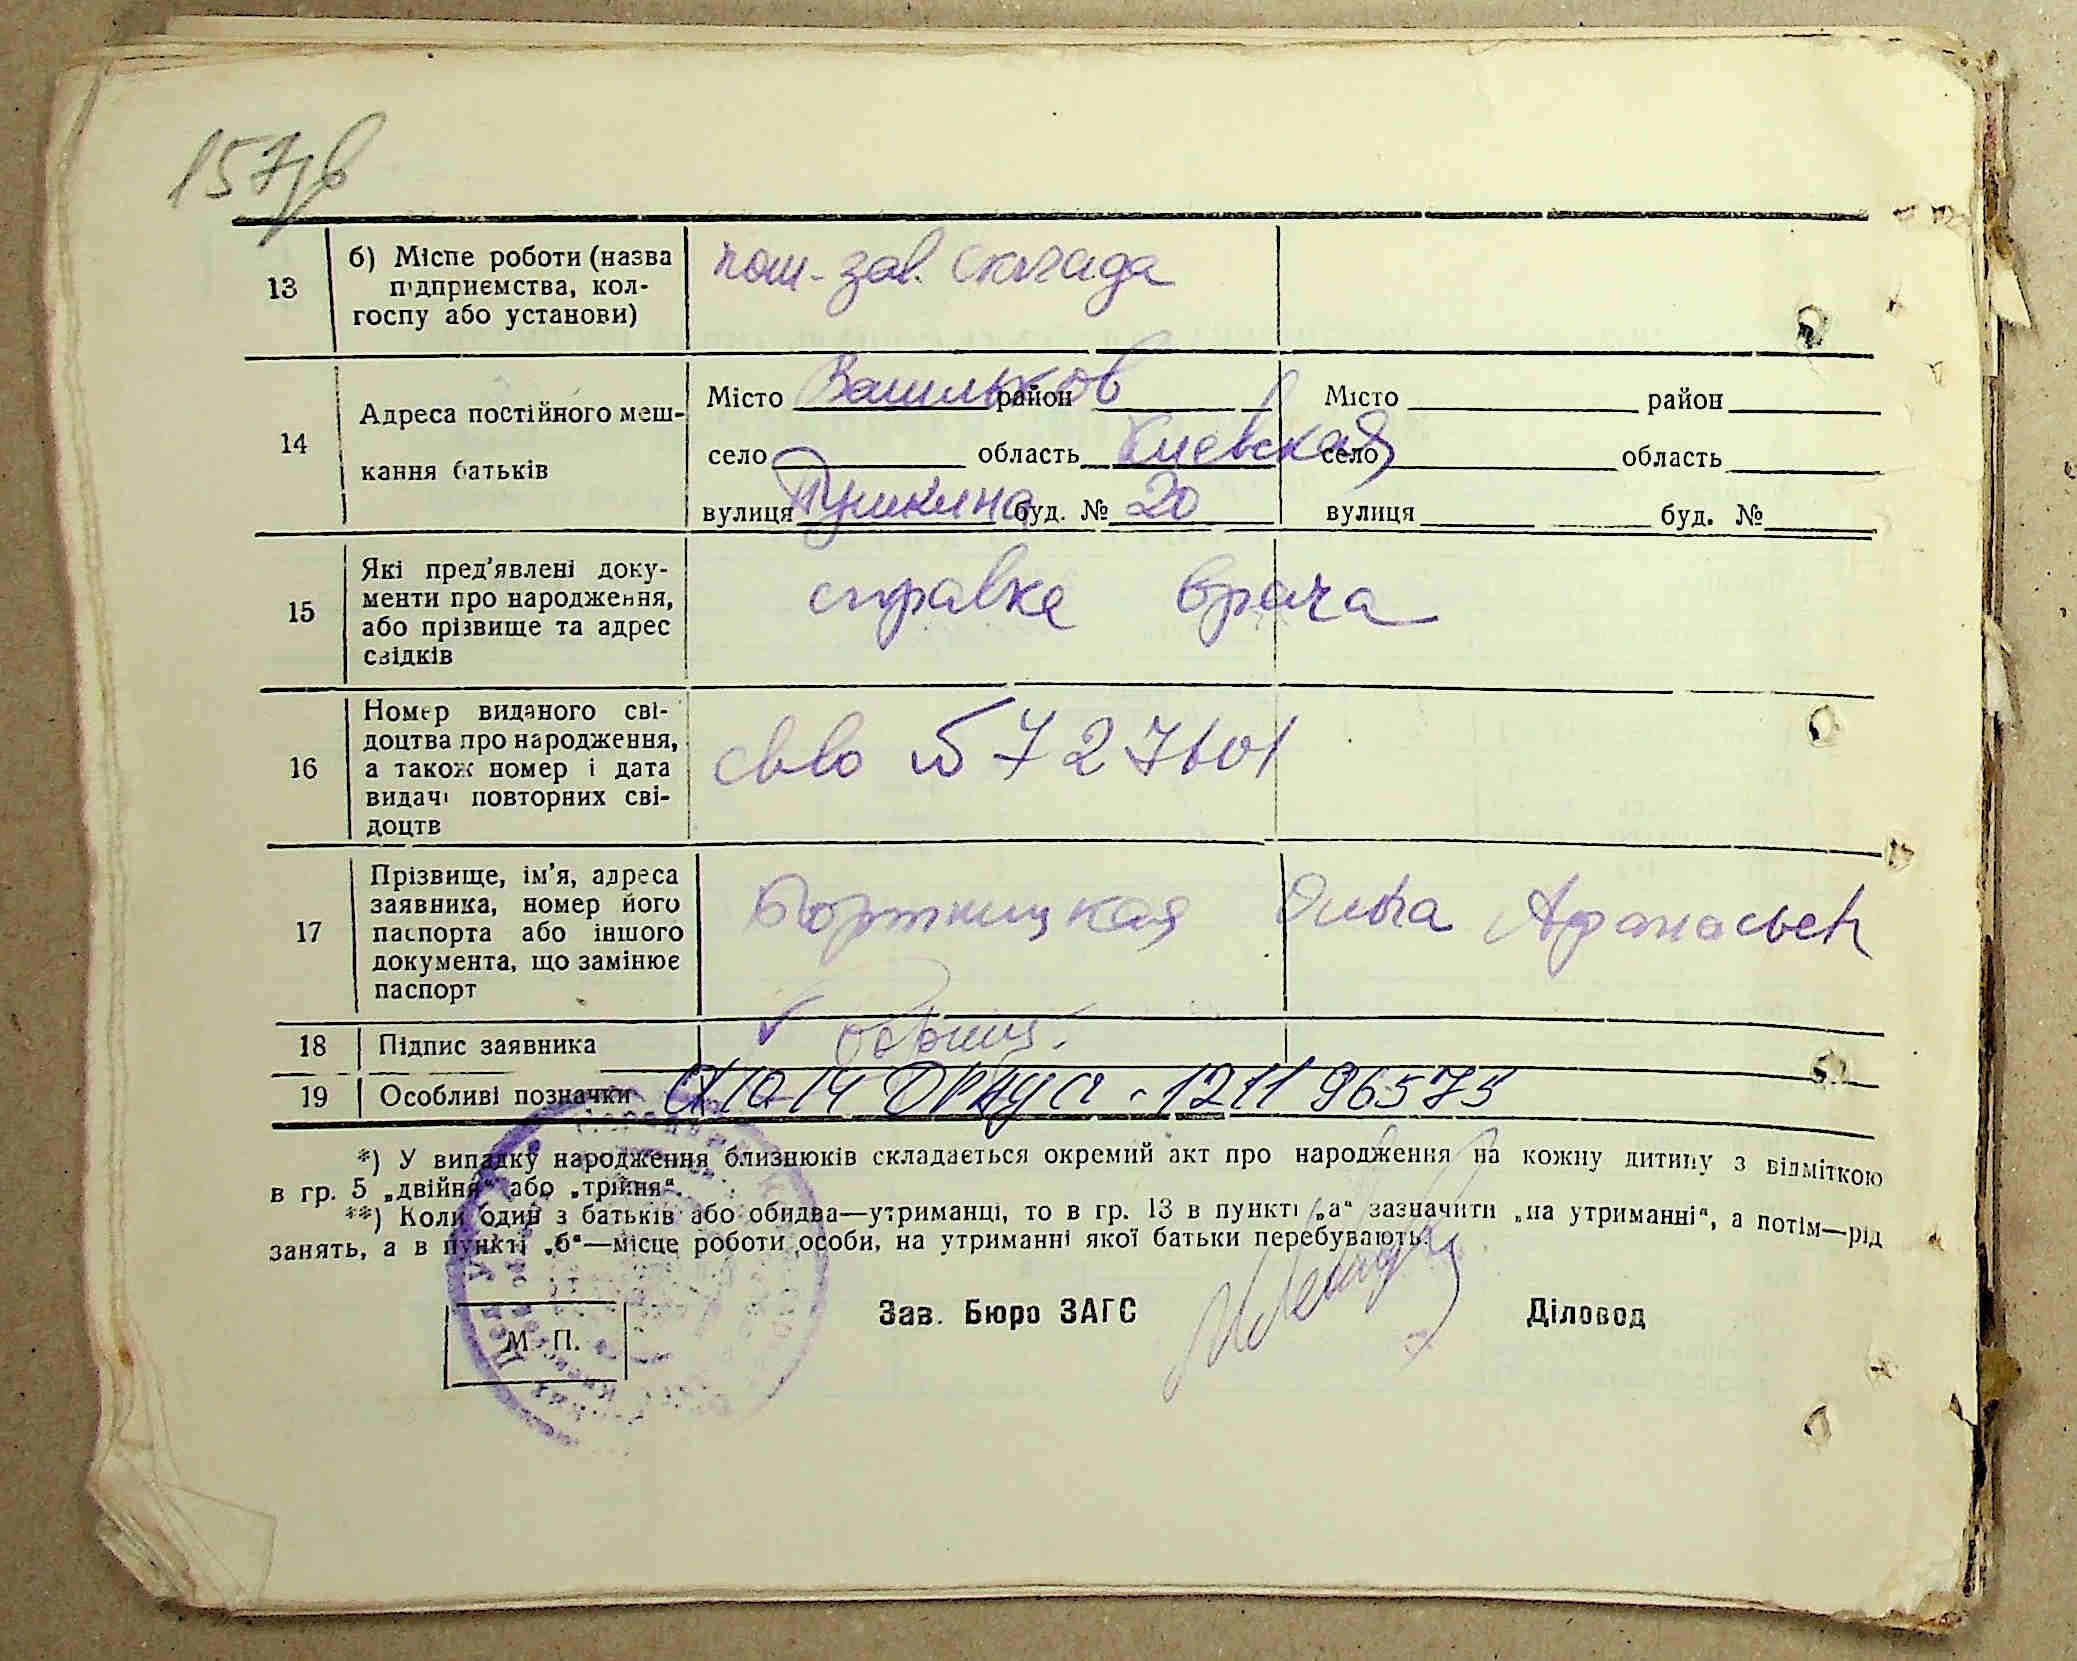 13
б) Місце роботи (назва
підприємства, кол-
госпу або установи)
пом-зав. склада
14
Адреса постійного меш-
кання батьків
Місто Васильков район
село область Киевская
вулиця Пушкина буд. № 20
Місто район
село область
вулиця буд. №
15
Які пред'явлені доку-
менти про народження,
або прізвище та адрес
свідків
справке врача
16
Номер виданого сві-
доцтва про народження,
а також номер і дата
видачі повторних сві-
доцтв
17
Прізвище, ім'я, адреса
заявника, номер його
паспорта або іншого
документа, що замінює
паспорт
Бортницкая Ольга Афанасьев
18
Підпис заявника
19
Особливі позначки
*) У випадку народження близнюків складається окремий акт про народження на кожну дитину з відміткою
в гр. 5 „двійня“ або „трійня“.
**) Коли один з батьків або обидва—утриманці, то в гр. 13 в пункті „а“ зазначити „на утриманні“, а потім—рід
занять, а в пункті „б“—місце роботи особи, на утриманні якої батьки перебувають.
Зав. Бюро ЗАГС
Діловод
М. П.